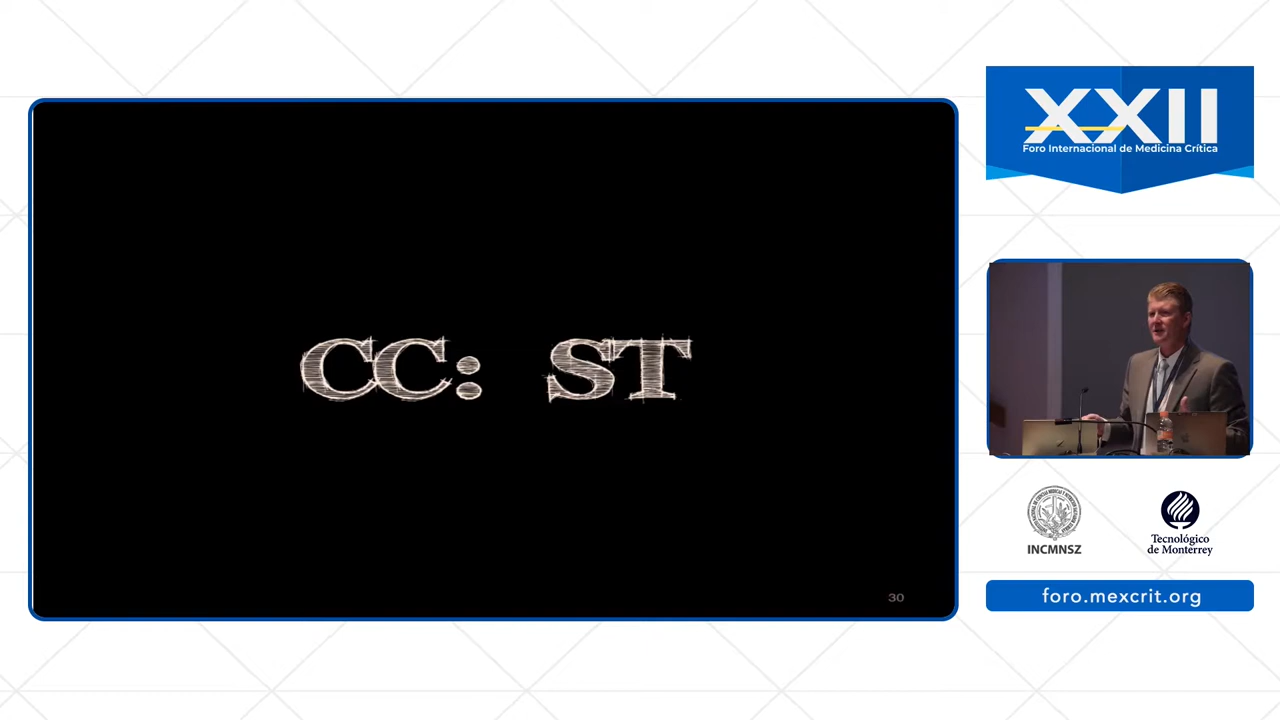 CC: ST
30
XXII
Foro Internacional de Medicina Crítica
INCMNSZ
Tecnológico
de Monterrey
foro.mexcrit.org